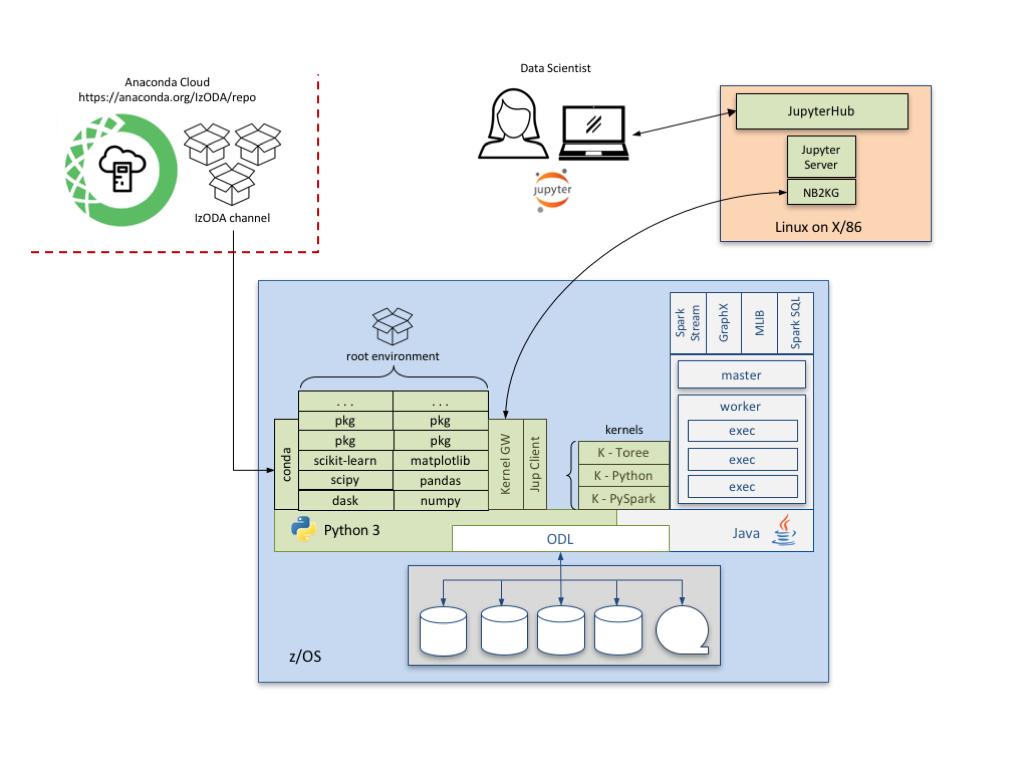 Anaconda Cloud
https://anaconda.org/IzODA/repo
IzODA channel
Data Scientist
jupyter
JupyterHub
Jupyter
Server
NB2KG
Linux on X/86
root environment
. . .
. . .
pkg
pkg
pkg
pkg
scikit-learn
matplotlib
scipy
pandas
dask
numpy
conda
Kernel GW
Jup Client
kernels
K - Toree
K - Python
K - PySpark
Spark
Stream
GraphX
MLIB
Spark SQL
master
worker
exec
exec
exec
Python 3
ODL
Java
z/OS